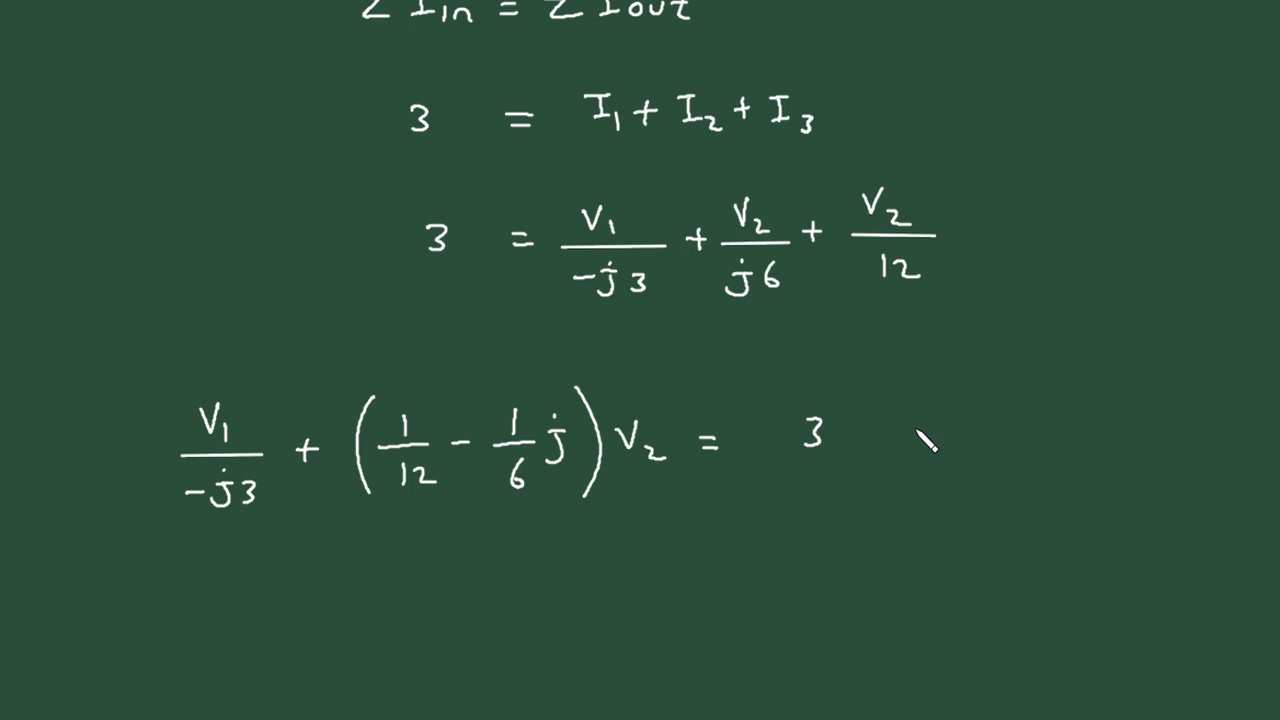 Σ Iin = Σ Iout
3 = I₁ + I₂ + I₃
3 = V₁/-j3 + V₂/j6 + V₂/12
V₁/-j3 + (1/12 - 1/6 j) V₂ = 3